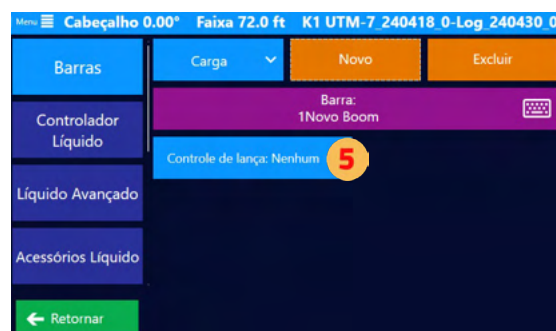 Menu Cabeçalho 0.00° Faixa 72.0 ft K1 UTM-7_240418_0-Log_240430_0
Barras
Carga
Novo
Excluir
Barra:
1Novo Boom
Controlador
Líquido
Controle de lança: Nenhum
5
Líquido Avançado
Acessórios Líquido
Retornar